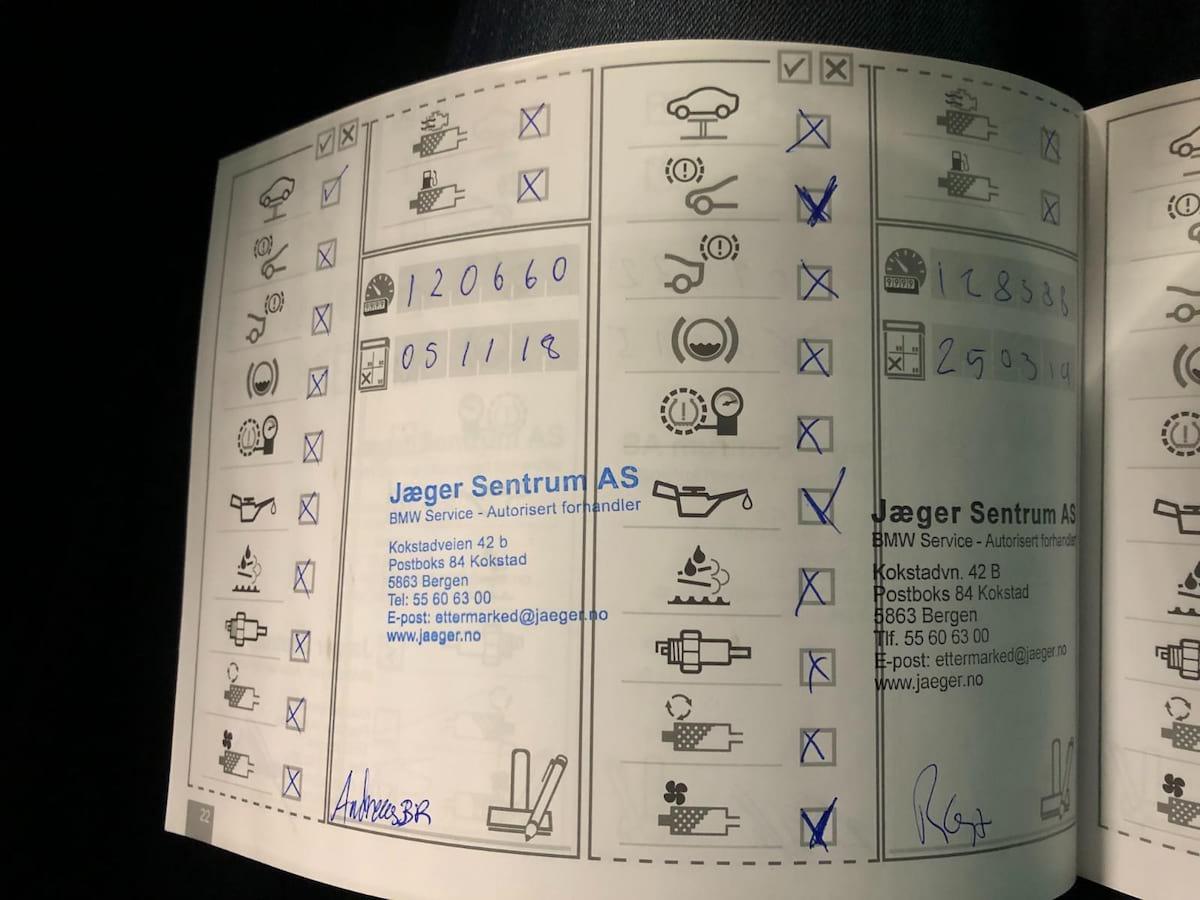 120660
051118
Jæger Sentrum AS
BMW Service - Autorisert forhandler
Kokstadveien 42 b
Postboks 84 Kokstad
5863 Bergen
Tel: 55 60 63 00
E-post: ettermarked@jaeger.no
www.jaeger.no
22
250319
Jæger Sentrum AS
BMW Service - Autorisert forhandler
Kokstadvn. 42 B
Postboks 84 Kokstad
5863 Bergen
Tlf. 55 60 63 00
E-post: ettermarked@jaeger.no
www.jaeger.no